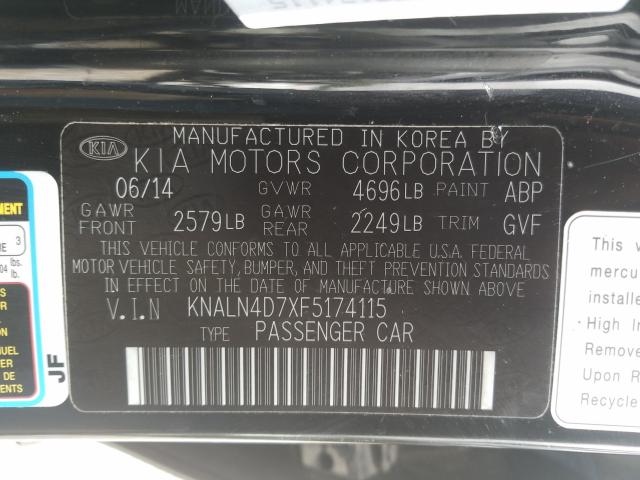 KIA
MANUFACTURED IN KOREA BY
KIA MOTORS CORPORATION
06/14 GVWR 4696LB PAINT ABP
GAWR FRONT 2579LB GAWR REAR 2249LB TRIM GVF
THIS VEHICLE CONFORMS TO ALL APPLICABLE U.S.A. FEDERAL
MOTOR VEHICLE SAFETY, BUMPER, AND THEFT PREVENTION STANDARDS
IN EFFECT ON THE DATE OF MANUFACTURE SHOWN ABOVE.
V.I.N KNALN4D7XF5174115
TYPE PASSENGER CAR
JF
3
lbs.
lb.
This v
mercu
installe
• High In
Remove
Upon R
Recycle